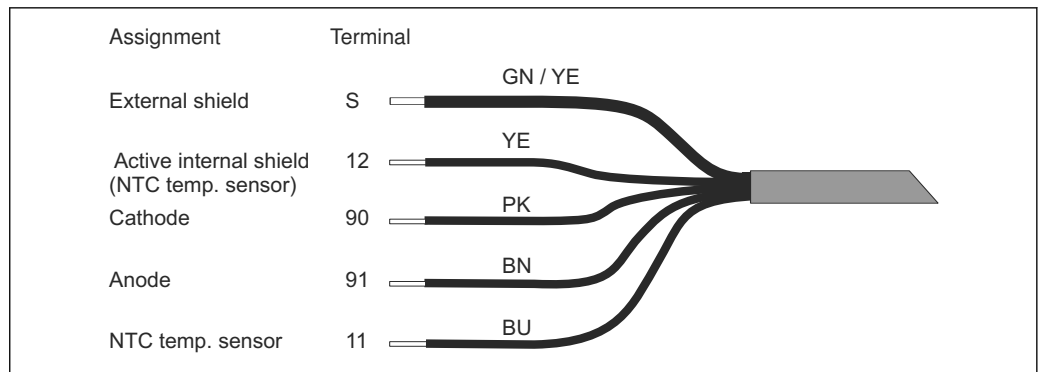 Assignment Terminal
GN / YE
External shield S
YE
Active internal shield 12
(NTC temp. sensor)
PK
Cathode 90
BN
Anode 91
BU
NTC temp. sensor 11